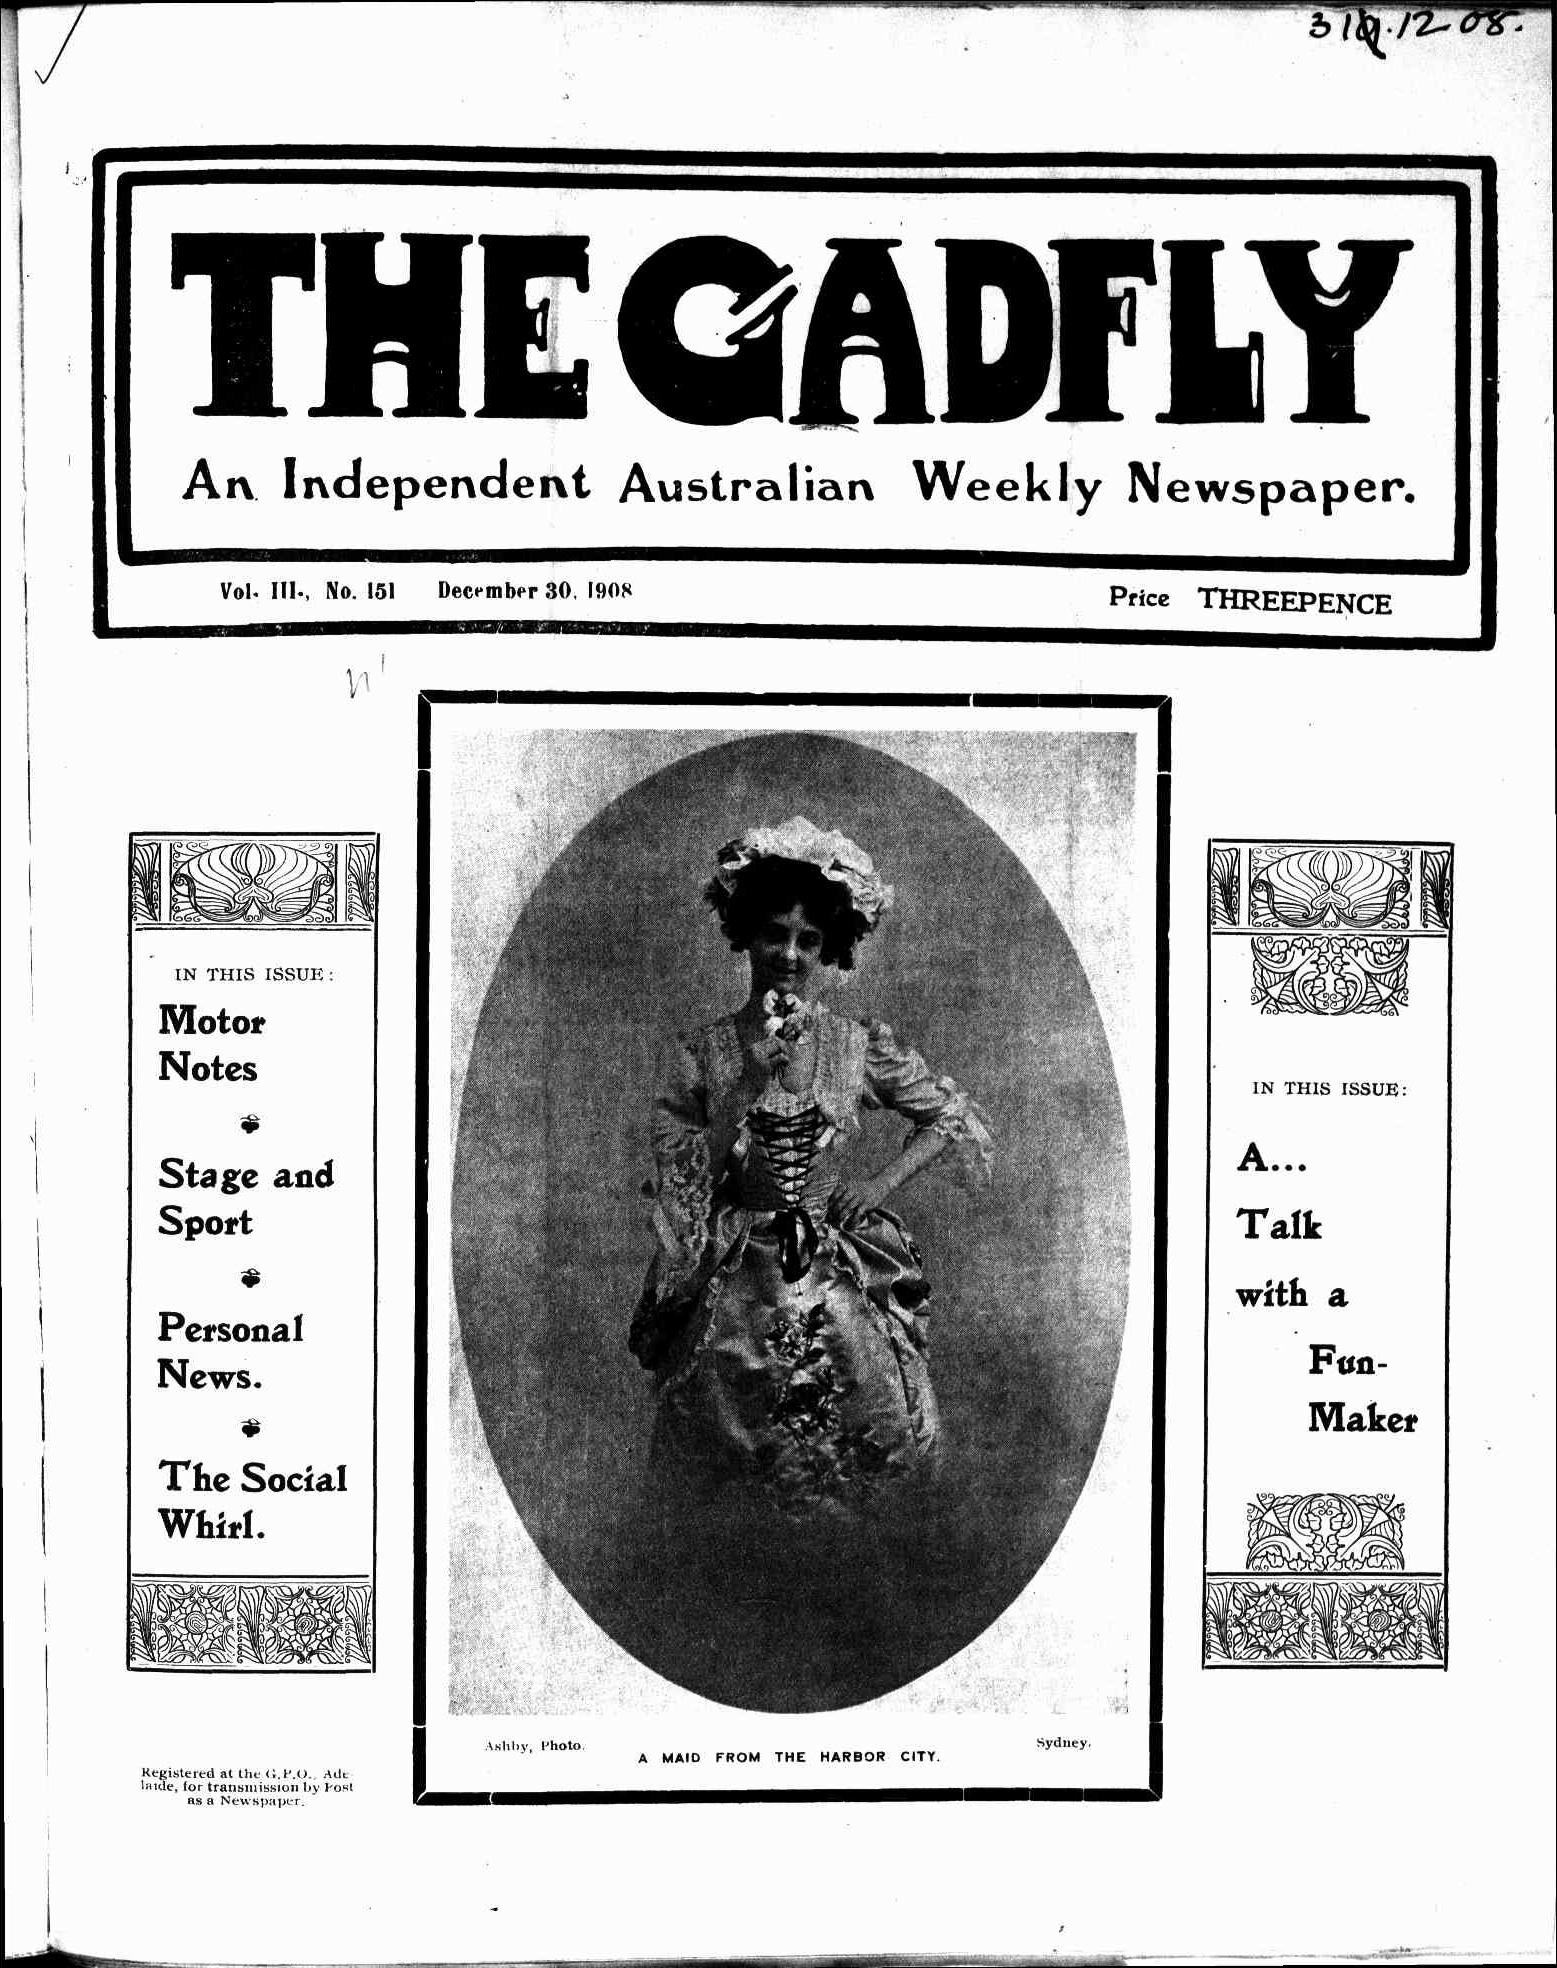 31.12.08.
THE GADFLY
An Independent Australian Weekly Newspaper.
Vol. III., No. 151 December 30, 1908 Price THREEPENCE
IN THIS ISSUE:
Motor
Notes
Stage and
Sport
Personal
News.
The Social
Whirl.
Ashby, Photo. Sydney.
A MAID FROM THE HARBOR CITY.
IN THIS ISSUE:
A...
Talk
with a
Fun-
Maker
Registered at the G.P.O., Ade-
laide, for transmission by Post
as a Newspaper.